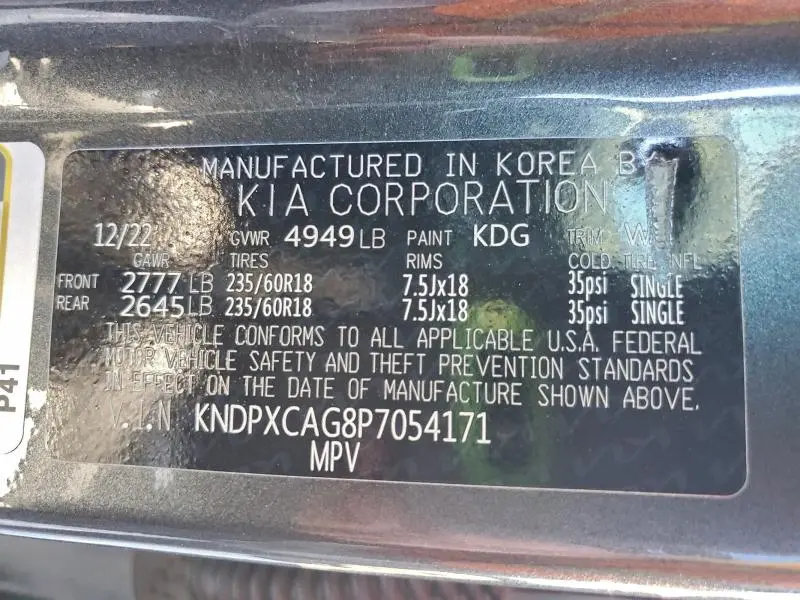 MANUFACTURED IN KOREA B
KIA CORPORATION
12/22 GVWR 4949 LB PAINT KDG TRIM
GAWR TIRES RIMS COLD TIRE INFL
FRONT 2777 LB 235/60R18 7.5Jx18 35psi SINGLE
REAR 2645 LB 235/60R18 7.5Jx18 35psi SINGLE
THIS VEHICLE CONFORMS TO ALL APPLICABLE U.S.A. FEDERAL
MOTOR VEHICLE SAFETY AND THEFT PREVENTION STANDARDS
IN EFFECT ON THE DATE OF MANUFACTURE SHOWN ABOVE.
V.I.N KNDPXCAG8P7054171
MPV
P41